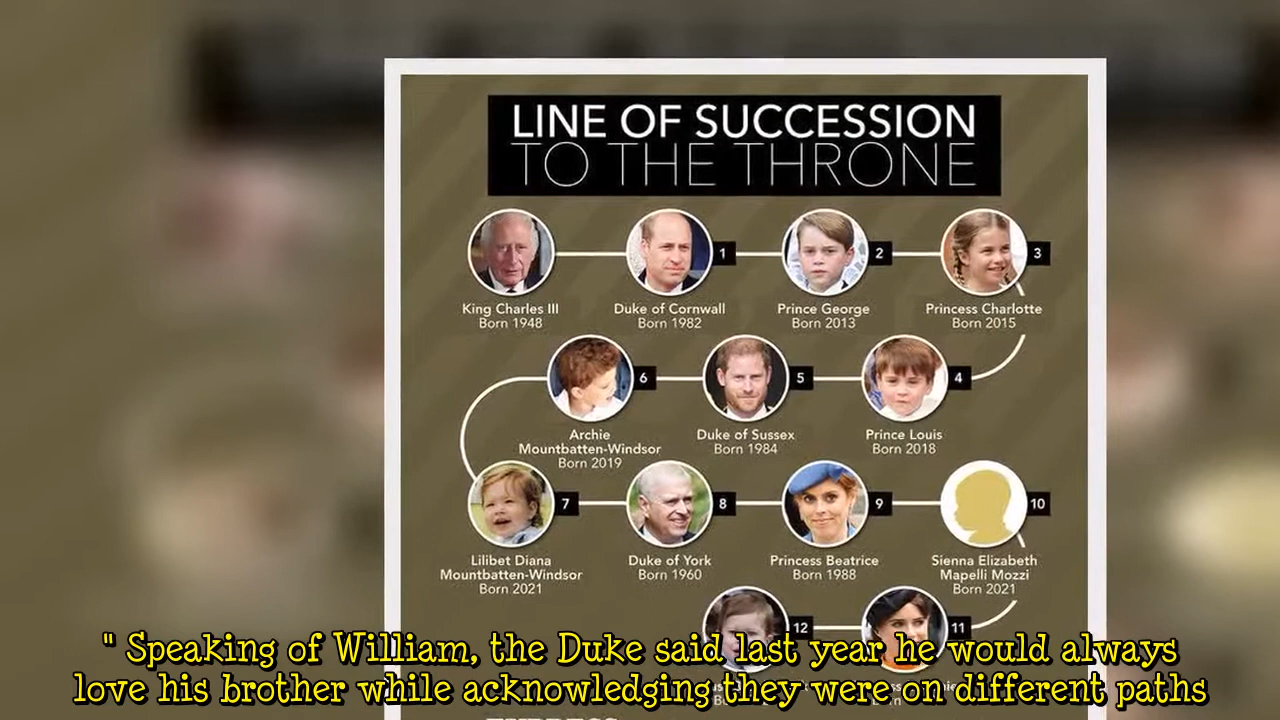 LINE OF SUCCESSION
TO THE THRONE
1
2
3
King Charles III
Born 1948
Duke of Cornwall
Born 1982
Prince George
Born 2013
Princess Charlotte
Born 2015
6
5
4
Archie
Mountbatten-Windsor
Born 2019
Duke of Sussex
Born 1984
Prince Louis
Born 2018
7
8
9
10
Lilibet Diana
Mountbatten-Windsor
Born 2021
Duke of York
Born 1960
Princess Beatrice
Born 1988
Sienna Elizabeth
Mapelli Mozzi
Born 2021
12
11
" Speaking of William, the Duke said last year he would always
love his brother while acknowledging they were on different paths